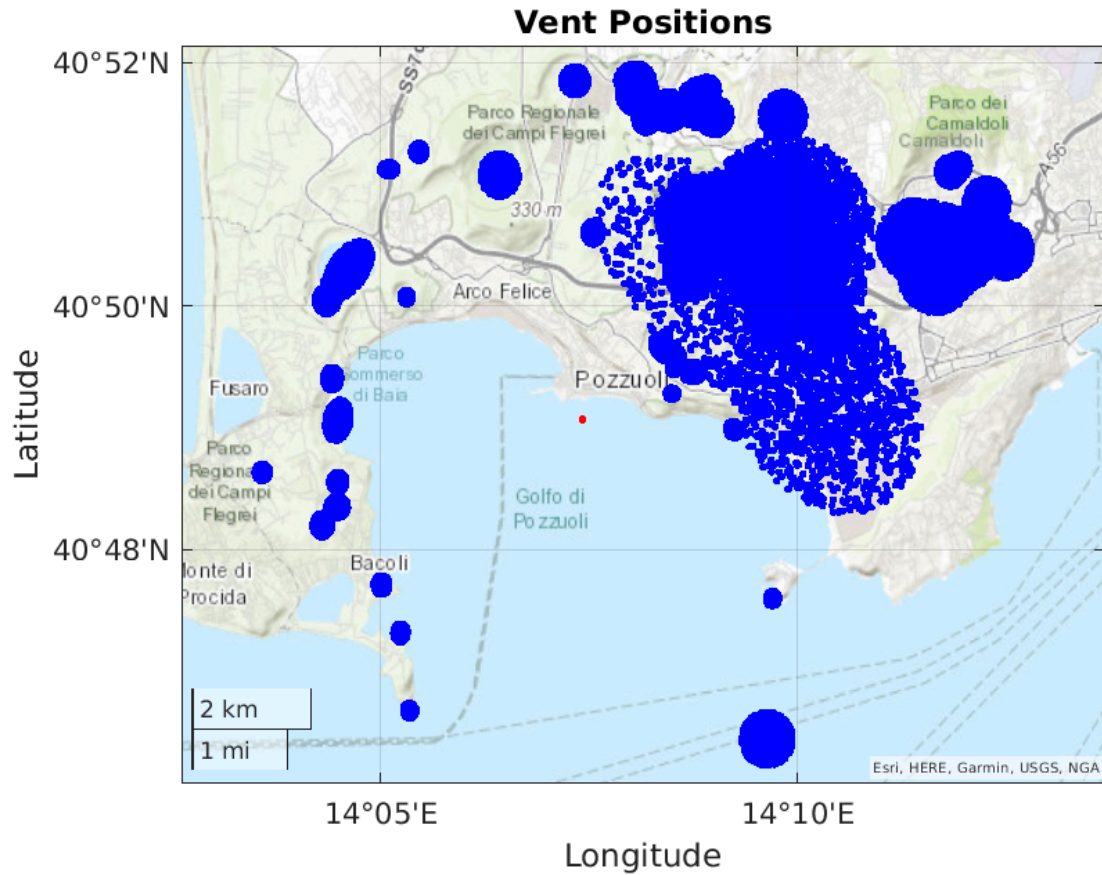 Vent Positions
40°52'N
SS7
Parco Regionale
dei Campi Flegrei
Parco dei
Camaldoli
Camaldoli
A56
330 m
40°50'N
Arco Felice
Parco
Sommerso
di Baia
Fusaro
Pozzuoli
Parco
Regiona
dei Campi
Flegrei
Golfo di
Pozzuoli
40°48'N
Bacoli
Monte di
Procida
2 km
1 mi
Esri, HERE, Garmin, USGS, NGA
14°05'E
14°10'E
Longitude
Latitude